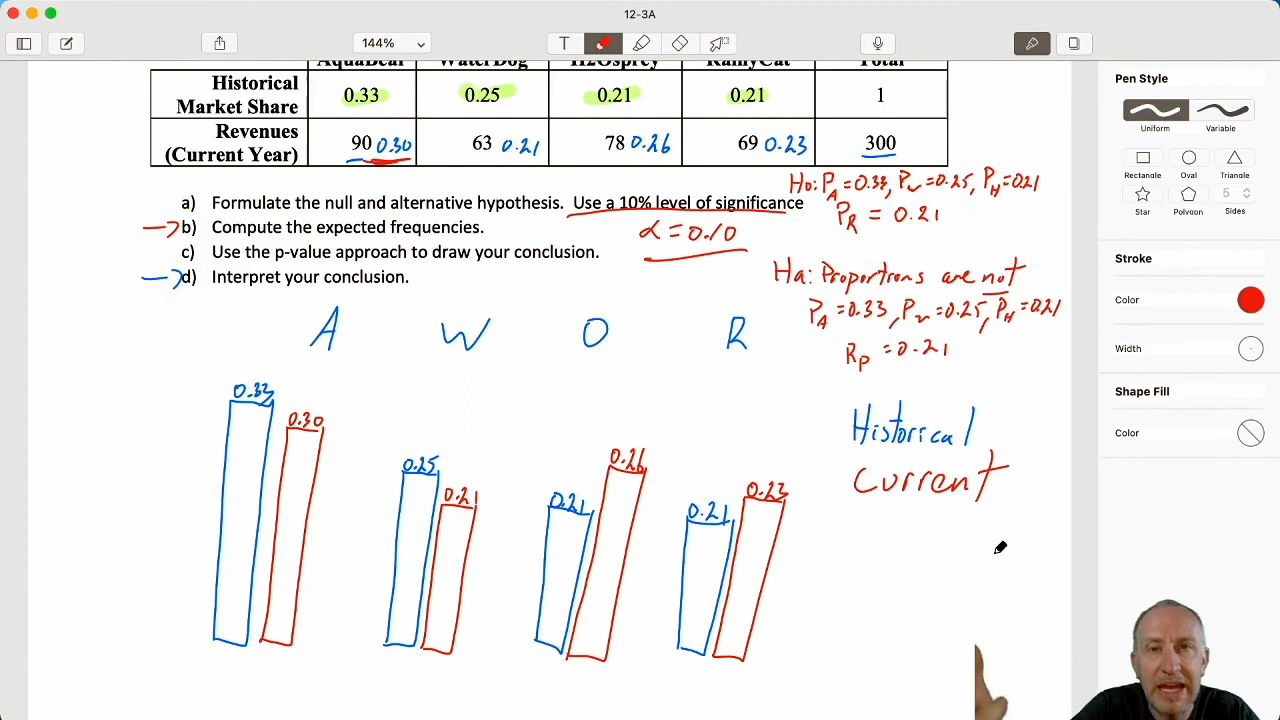 12-3A
144%
T
AquaBear WaterDog H2Osprey RainyCat Total
Historical Market Share 0.33 0.25 0.21 0.21 1
Revenues (Current Year) 90 0.30 63 0.21 78 0.26 69 0.23 300
a) Formulate the null and alternative hypothesis. Use a 10% level of significance
b) Compute the expected frequencies.
c) Use the p-value approach to draw your conclusion.
d) Interpret your conclusion.
α = 0.10
Ho: PA = 0.33, Pw = 0.25, PH = 0.21
PR = 0.21
Ha: Proportions are not
PA = 0.33, Pw = 0.25, PH = 0.21
RP = 0.21
A W O R
0.33 0.30 0.25 0.21 0.21 0.26 0.21 0.23
Historical
Current
Pen Style
Uniform Variable
Rectangle Oval Triangle
5
Star Polygon Sides
Stroke
Color
Width
Shape Fill
Color